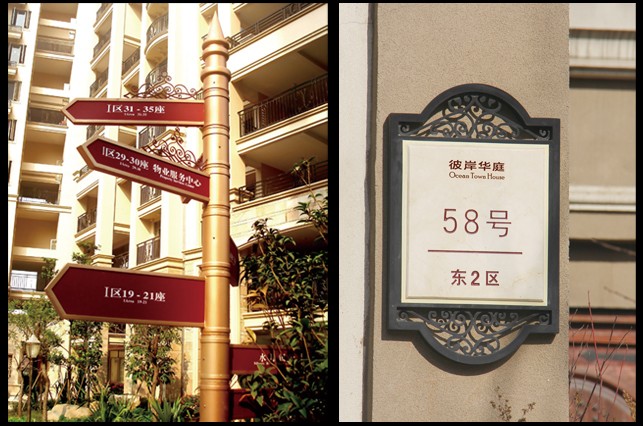 I区31-35座
I区29-30座 物业服务中心
I区19-21座
彼岸华庭
Ocean Town House
58号
东2区